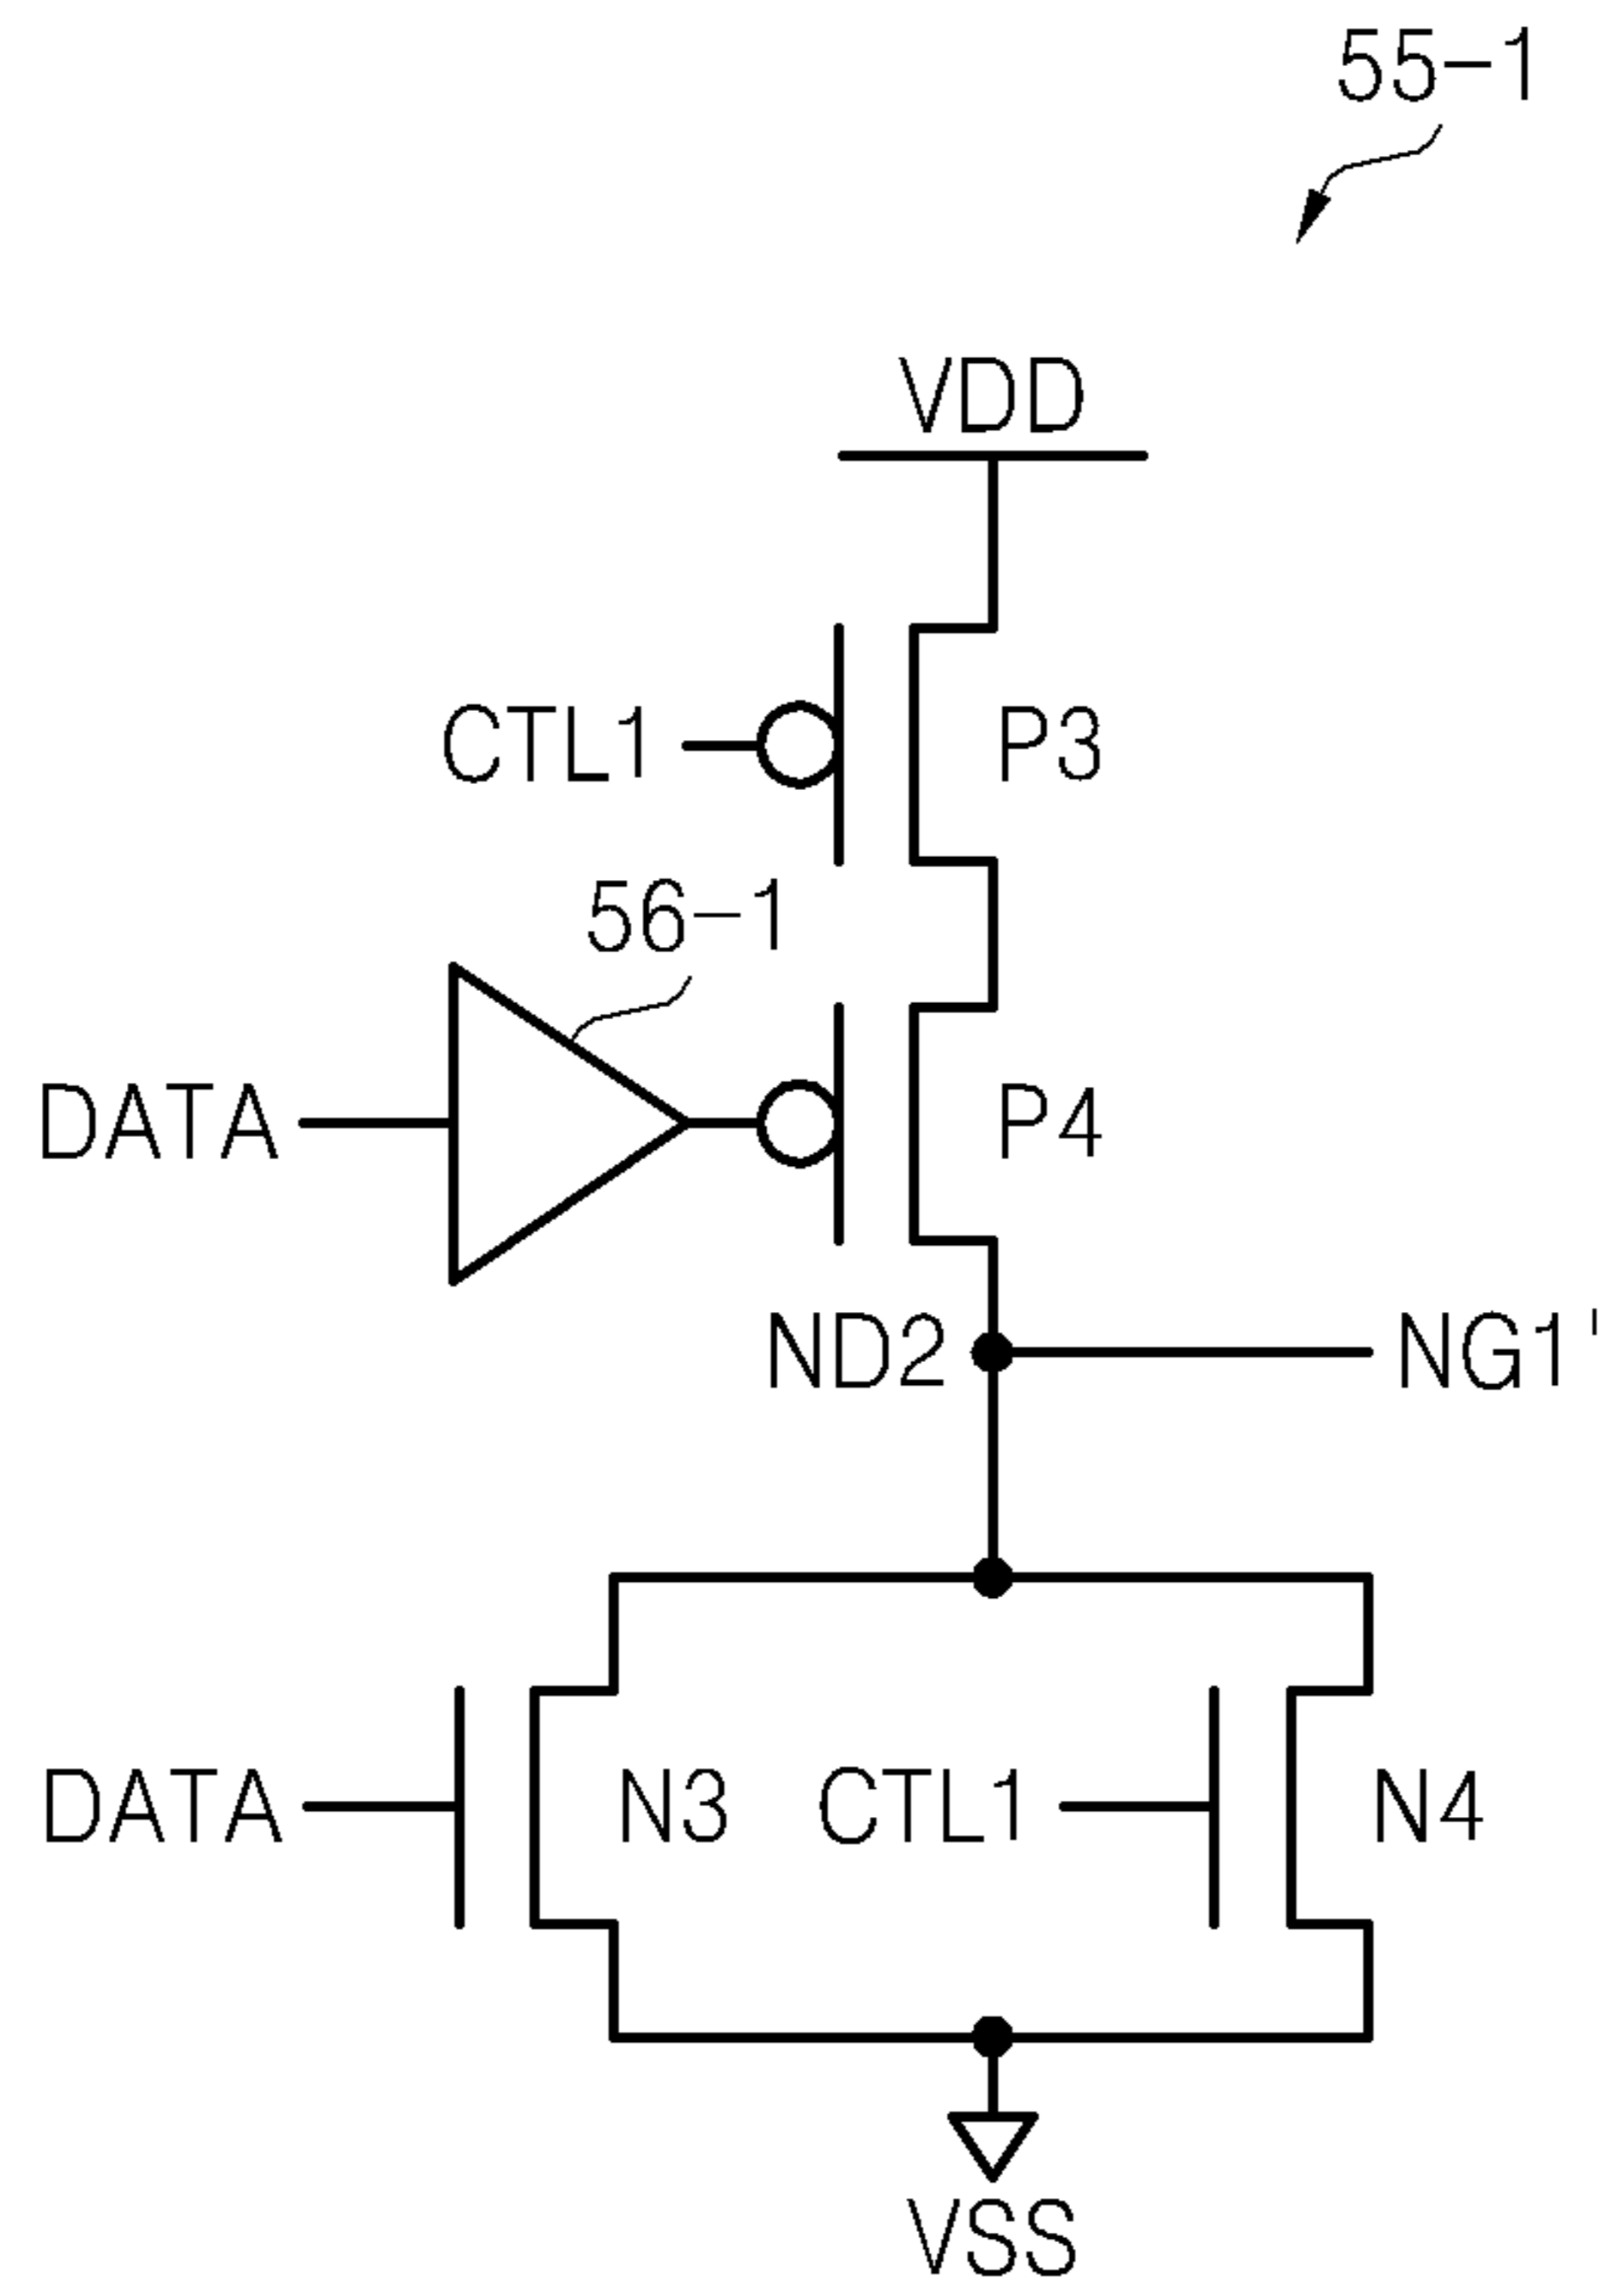 55-1
VDD
CTL1
P3
56-1
DATA
P4
ND2
NG1'
DATA
N3
CTL1
N4
VSS